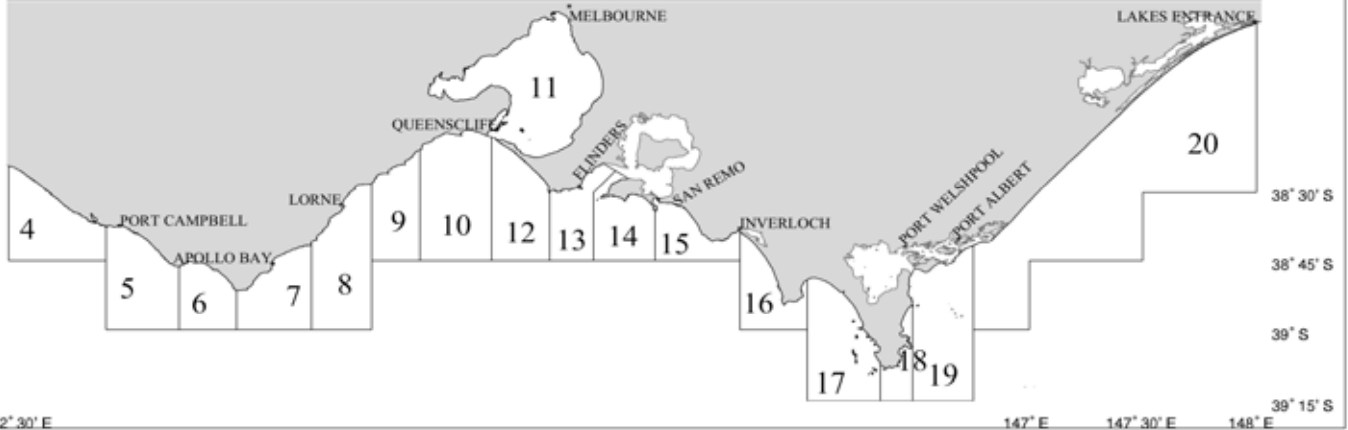 MELBOURNE
LAKES ENTRANCE
11
QUEENSCLIFF
FLINDERS
20
SAN REMO
PORT WELSHPOOL
PORT ALBERT
38° 30' S
LORNE
4
PORT CAMPBELL
9
10
12
13
14
15
INVERLOCH
APOLLO BAY
38° 45' S
5
6
7
8
16
39° S
17
18
19
39° 15' S
2° 30' E
147° E
147° 30' E
148° E